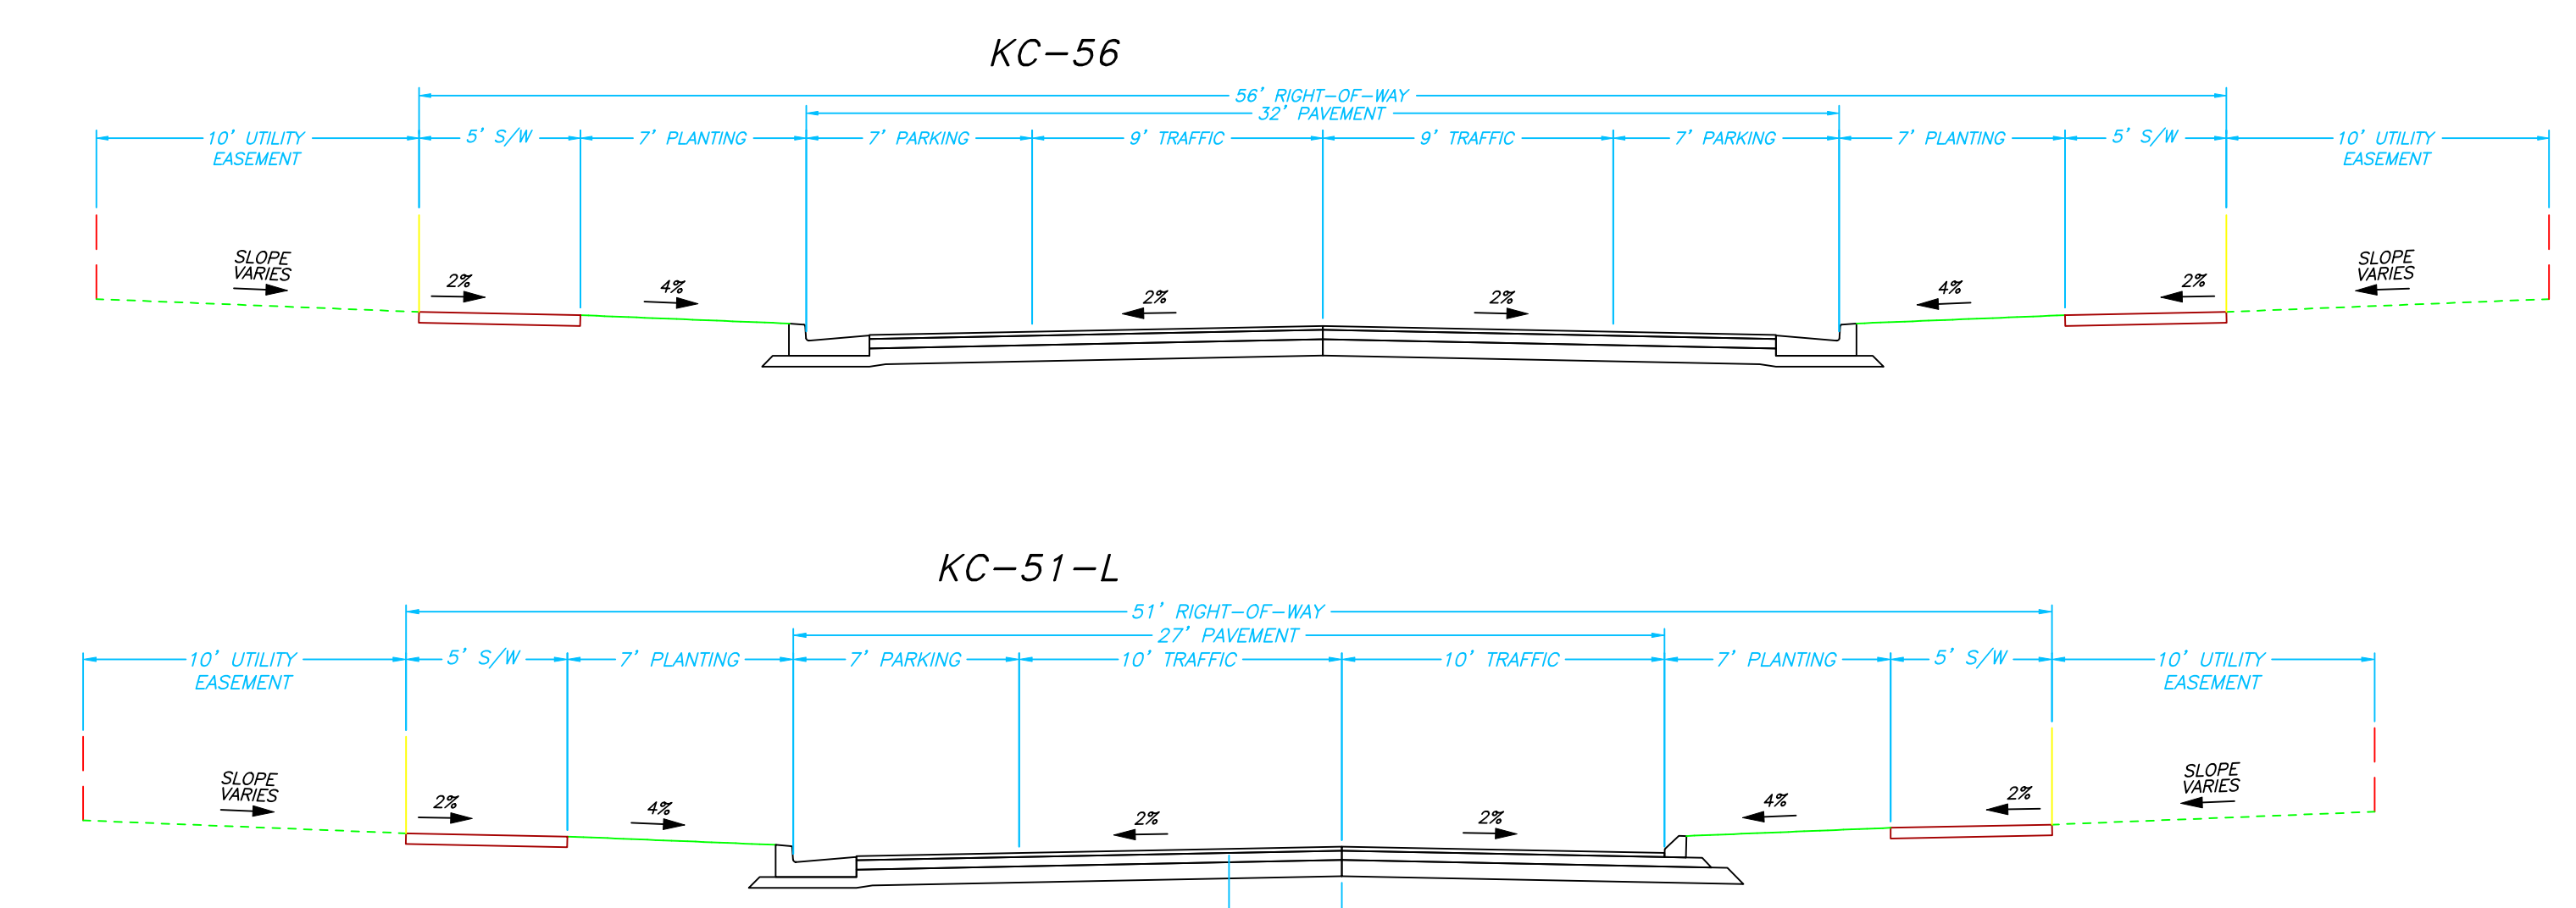 KC-56
56' RIGHT-OF-WAY
32' PAVEMENT
10' UTILITY
EASEMENT
5' S/W
7' PLANTING
7' PARKING
9' TRAFFIC
9' TRAFFIC
7' PARKING
7' PLANTING
5' S/W
10' UTILITY
EASEMENT
SLOPE
VARIES
2%
4%
2%
2%
4%
2%
SLOPE
VARIES
KC-51-L
51' RIGHT-OF-WAY
27' PAVEMENT
10' UTILITY
EASEMENT
5' S/W
7' PLANTING
7' PARKING
10' TRAFFIC
10' TRAFFIC
7' PLANTING
5' S/W
10' UTILITY
EASEMENT
SLOPE
VARIES
2%
4%
2%
2%
4%
2%
SLOPE
VARIES